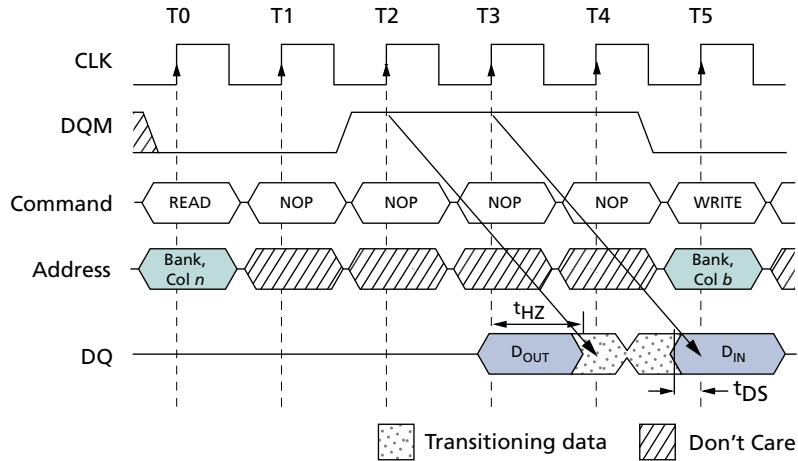 T0 T1 T2 T3 T4 T5
CLK
DQM
Command READ NOP NOP NOP NOP WRITE
Address Bank, Col n Bank, Col b
tHZ
DQ DOUT DIN
tDS
Transitioning data Don't Care